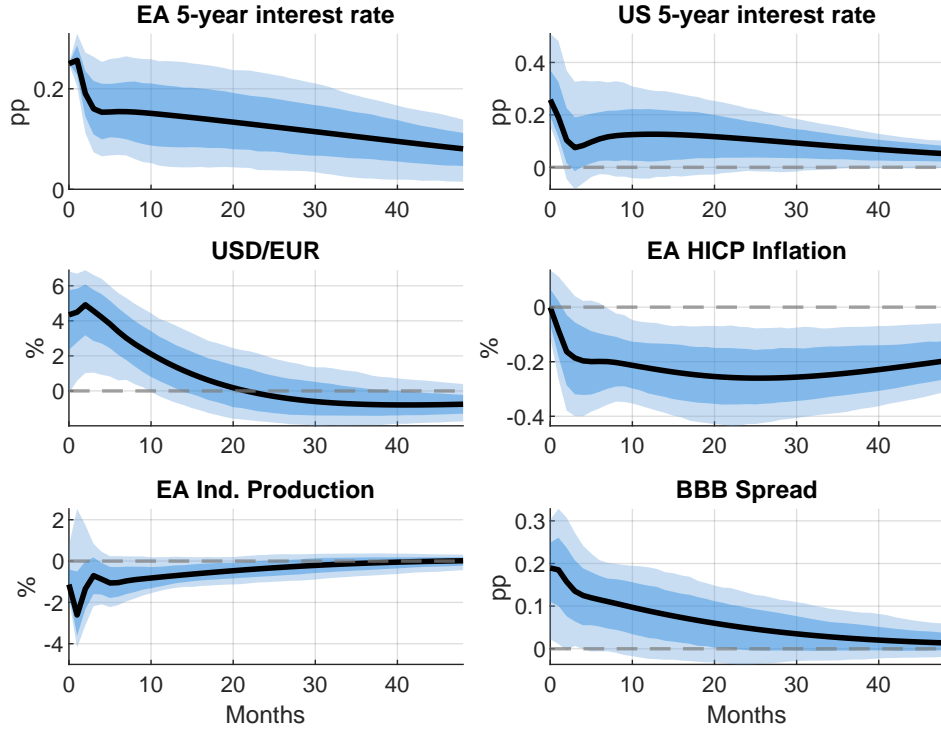 EA 5-year interest rate
pp
0.2
0
0 10 20 30 40
US 5-year interest rate
pp
0.4
0.2
0
0 10 20 30 40
USD/EUR
%
6
4
2
0
0 10 20 30 40
EA HICP Inflation
%
0
-0.2
-0.4
0 10 20 30 40
EA Ind. Production
%
2
0
-2
-4
0 10 20 30 40
Months
BBB Spread
pp
0.3
0.2
0.1
0
0 10 20 30 40
Months